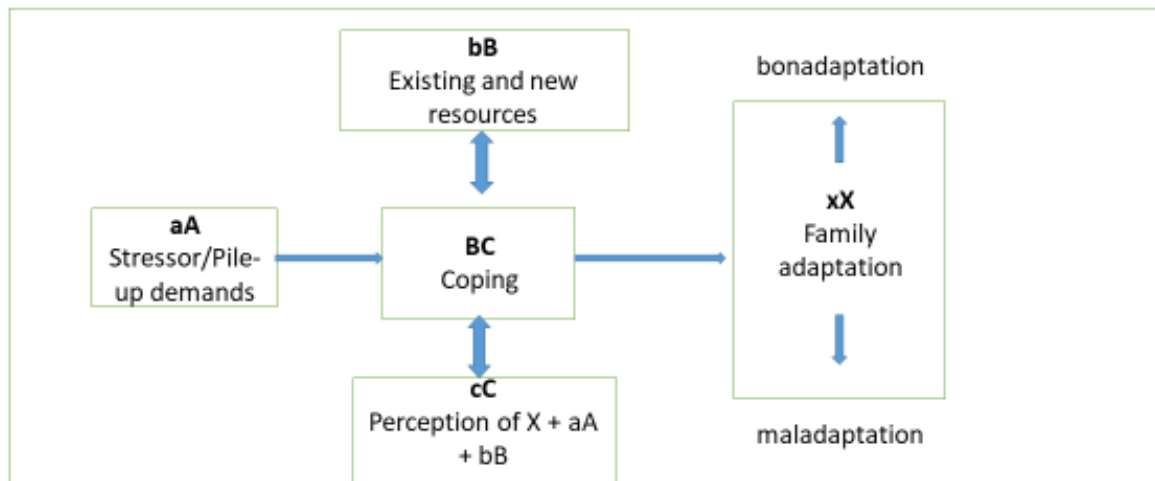 bB
Existing and new
resources
bonadaptation
aA
Stressor/Pile-
up demands
BC
Coping
xX
Family
adaptation
cC
Perception of X + aA
+ bB
maladaptation